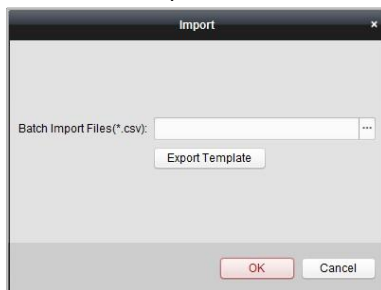 Import ×
Batch Import Files(*.csv): ...
Export Template
OK Cancel